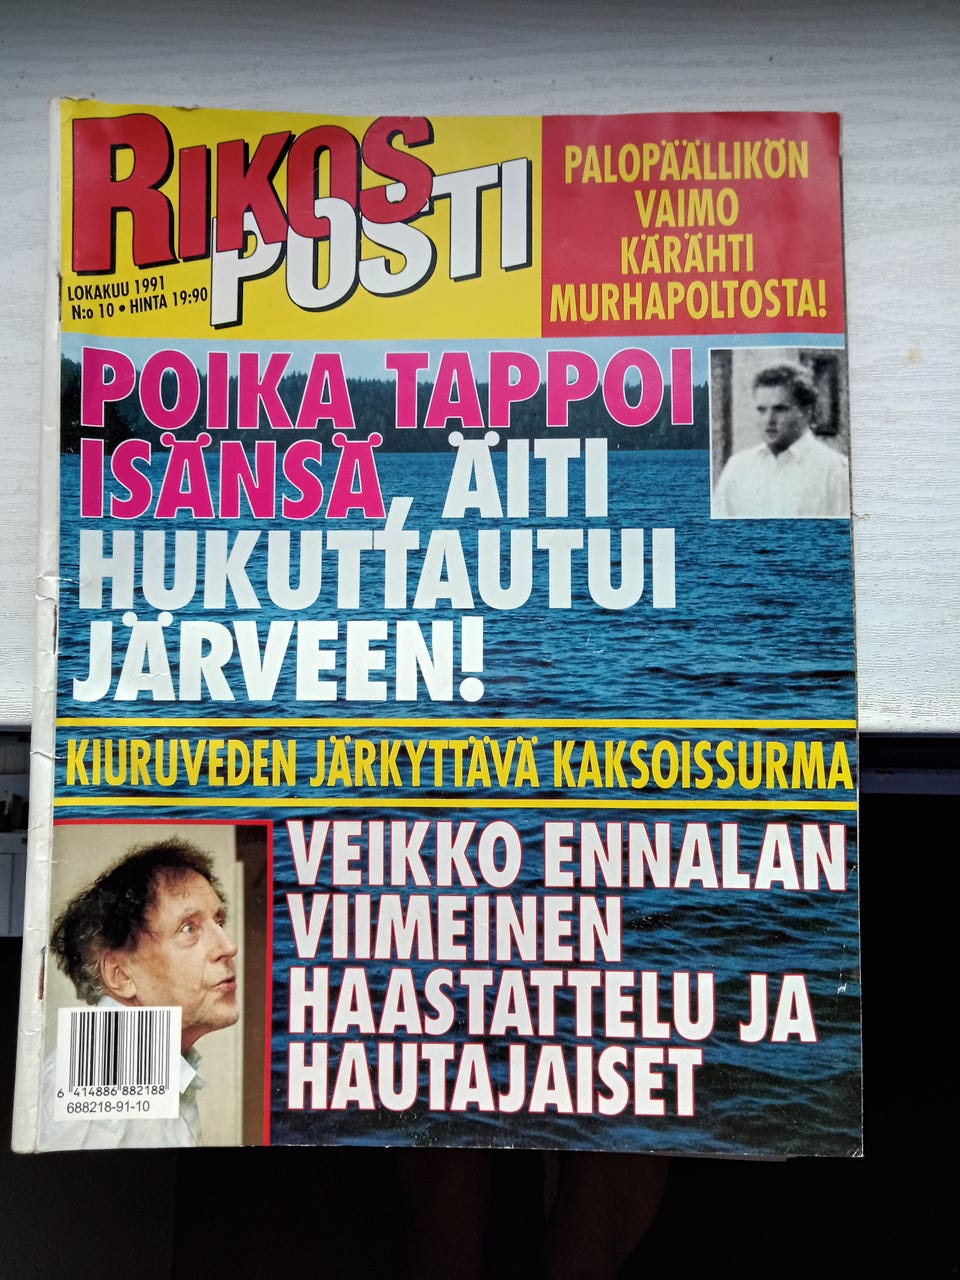 RIKOS
POSTI
LOKAKUU 1991
N:o 10 • HINTA 19:90
PALOPÄÄLLIKÖN
VAIMO
KÄRÄHTI
MURHAPOLTOSTA!
POIKA TAPPOI
ISÄNSÄ, ÄITI
HUKUTTAUTUI
JÄRVEEN!
KIURUVEDEN JÄRKYTTÄVÄ KAKSOISSURMA
VEIKKO ENNALAN
VIIMEINEN
HAASTATTELU JA
HAUTAJAISET
6 414886 882188
688218-91-10